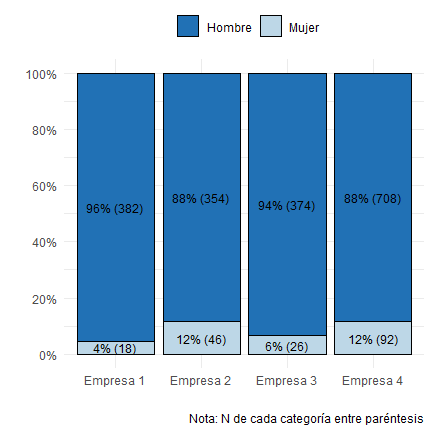 Hombre Mujer
100%
80%
60%
40%
20%
0%
96% (382) 88% (354) 94% (374) 88% (708)
4% (18) 12% (46) 6% (26) 12% (92)
Empresa 1 Empresa 2 Empresa 3 Empresa 4
Nota: N de cada categoría entre paréntesis